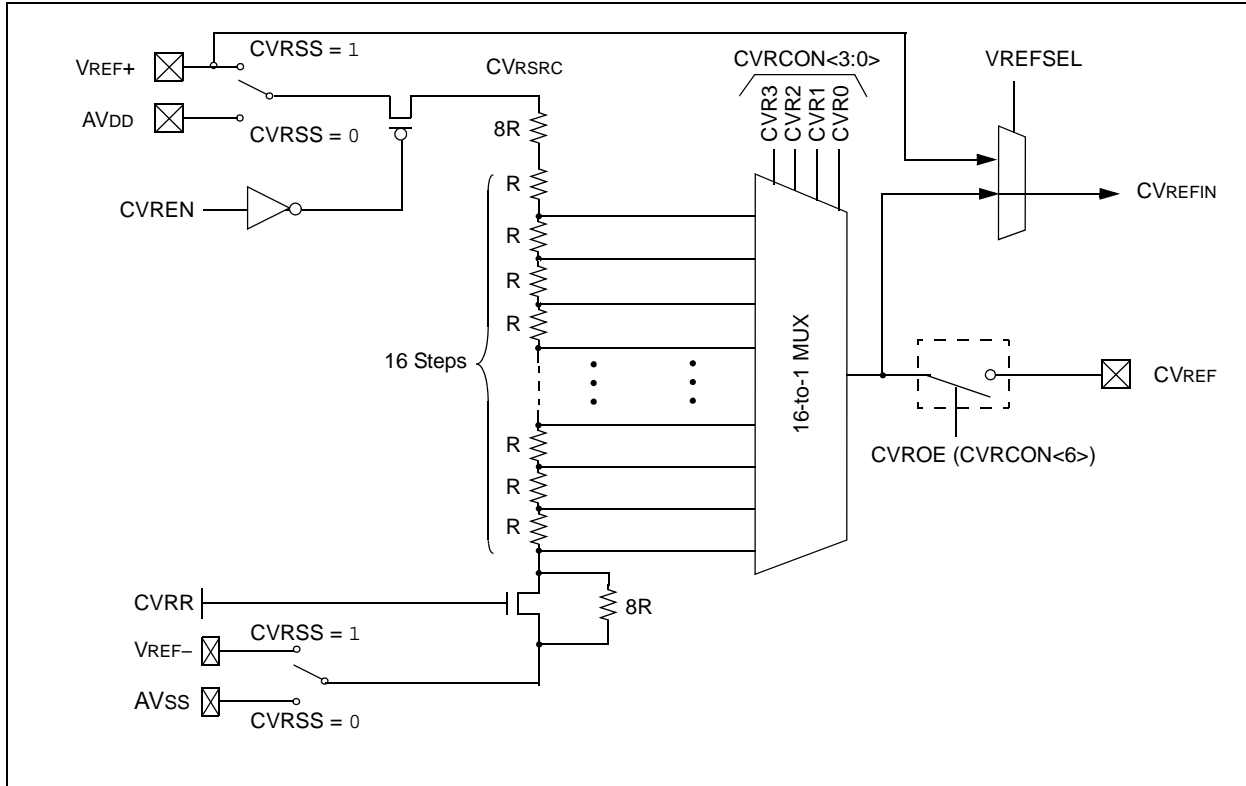 CVRSS = 1
VREF+
CVRSRC
CVRCON<3:0>
VREFSEL
CVR3
CVR2
CVR1
CVR0
AVDD
CVRSS = 0
8R
R
CVREN
CVREFIN
R
R
R
16 Steps
16-to-1 MUX
CVREF
CVROE (CVRCON<6>)
R
R
R
CVRR
8R
VREF–
CVRSS = 1
AVSS
CVRSS = 0